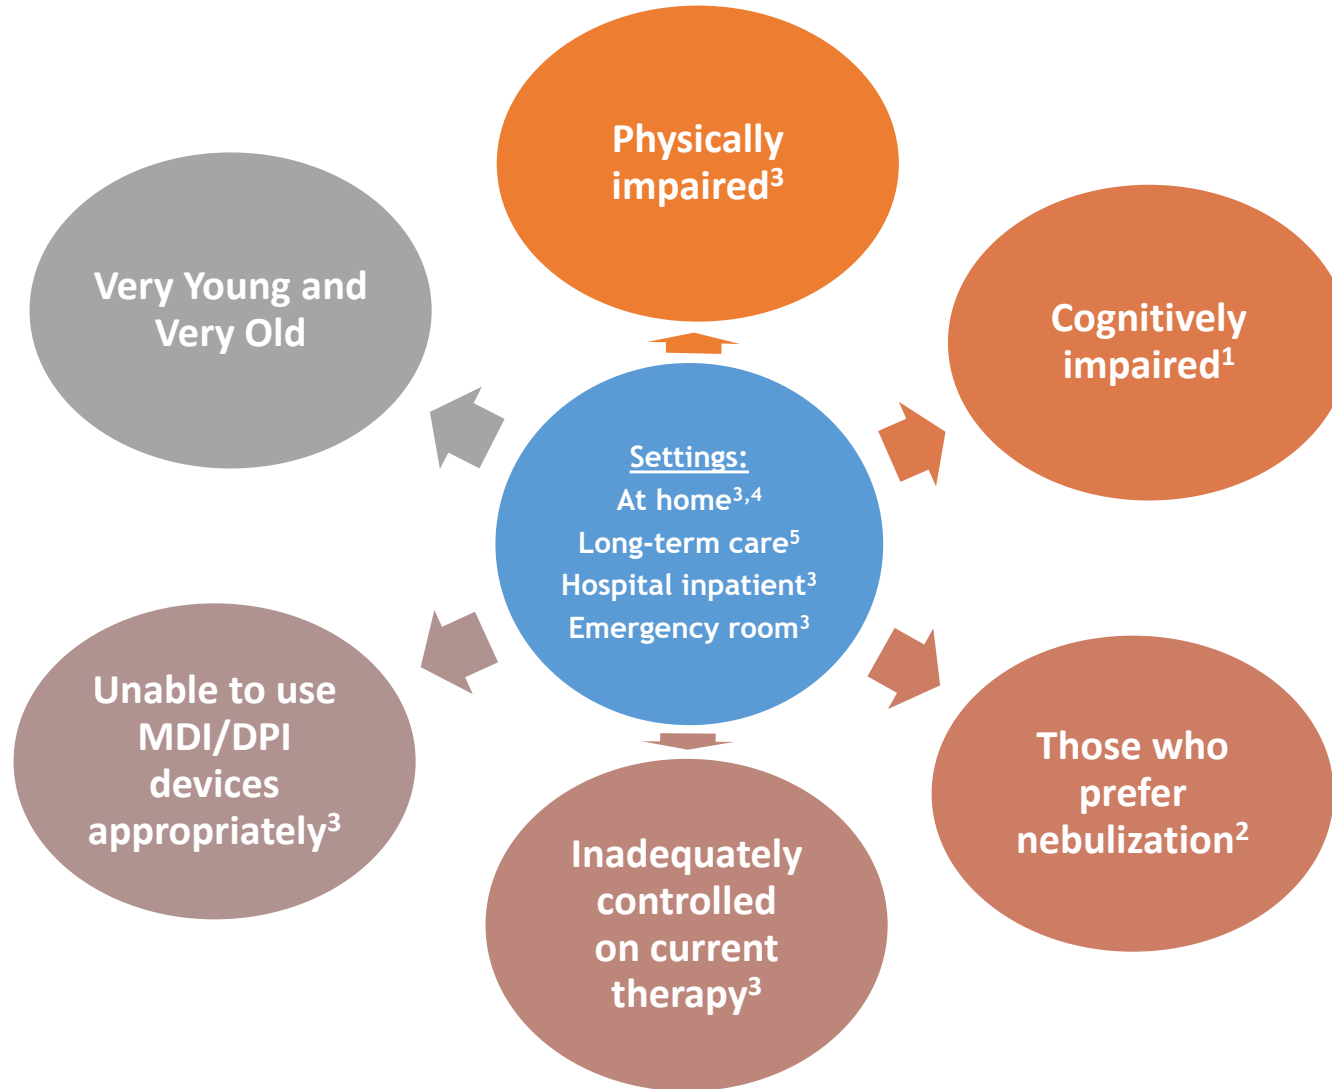 Physically
impaired³
Very Young and
Very Old
Cognitively
impaired¹
Settings:
At home³,⁴
Long-term care⁵
Hospital inpatient³
Emergency room³
Unable to use
MDI/DPI
devices
appropriately³
Those who
prefer
nebulization²
Inadequately
controlled
on current
therapy³